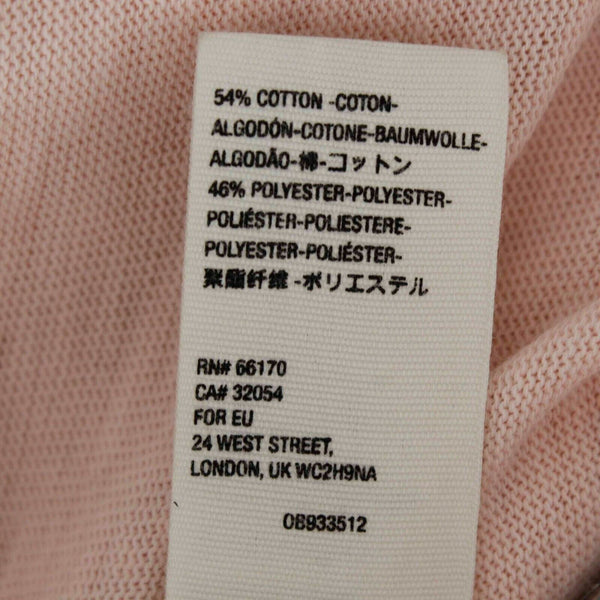 54% COTTON -COTON-
ALGODÓN-COTONE-BAUMWOLLE-
ALGODÃO-棉-コットン
46% POLYESTER-POLYESTER-
POLIÉSTER-POLIESTERE-
POLYESTER-POLIÉSTER-
聚酯纤维 -ポリエステル
RN# 66170
CA# 32054
FOR EU
24 WEST STREET,
LONDON, UK WC2H9NA
OB933512